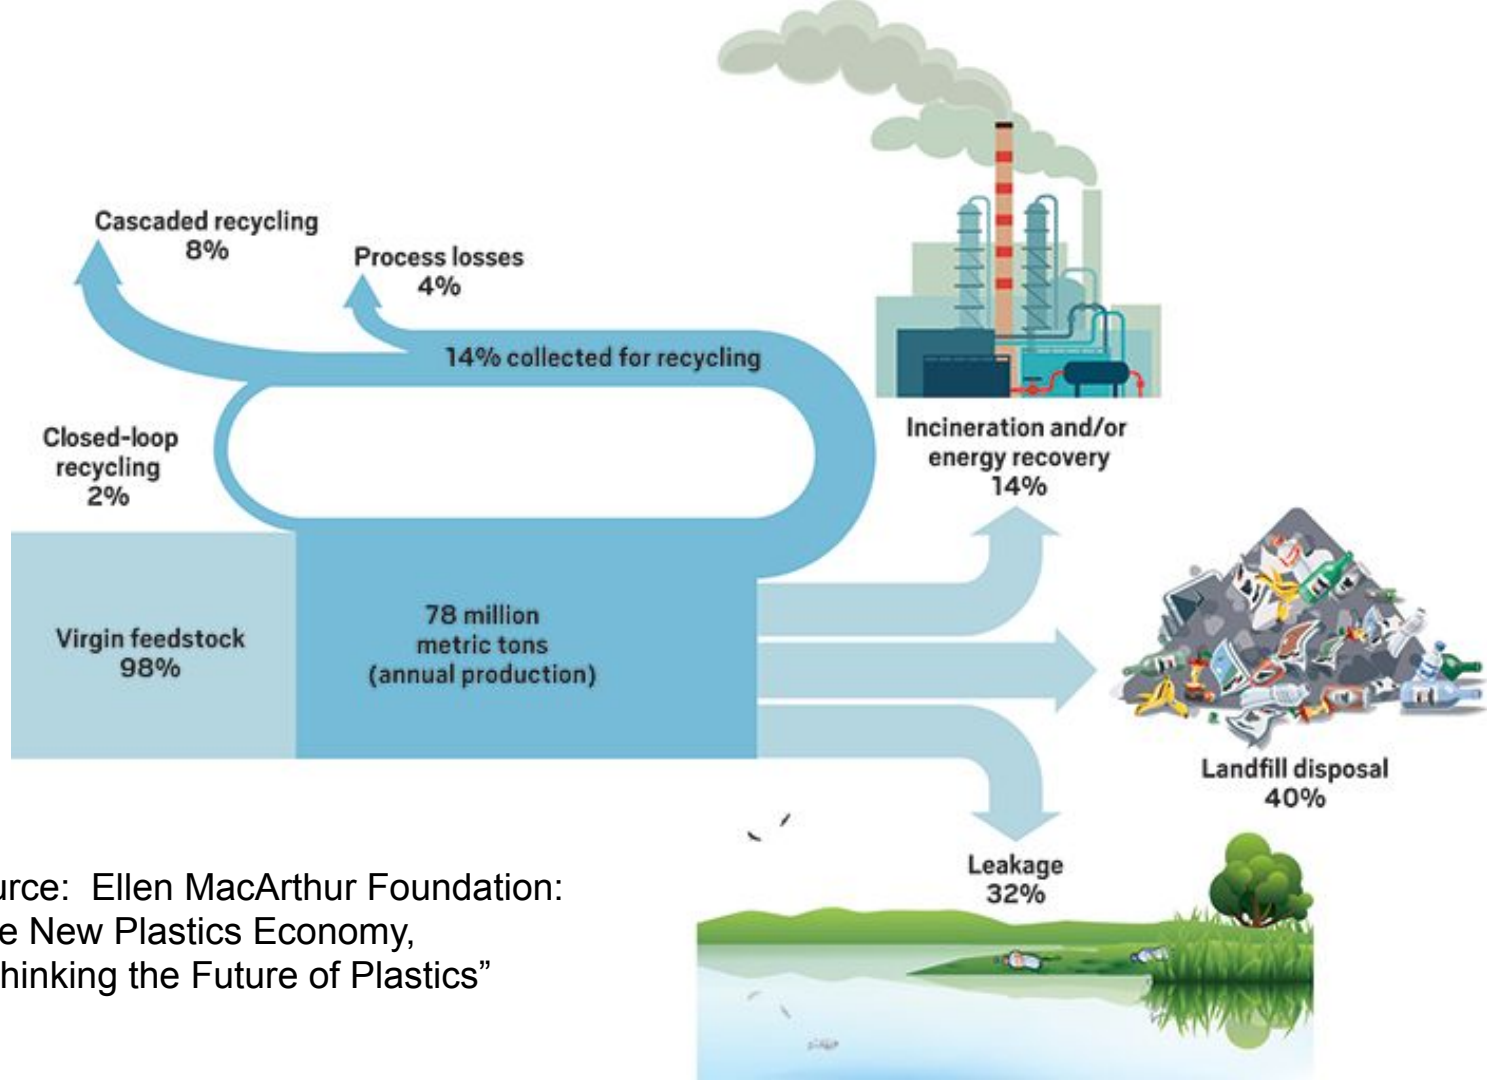 Cascaded recycling
8%
Process losses
4%
14% collected for recycling
Closed-loop
recycling
2%
Incineration and/or
energy recovery
14%
Virgin feedstock
98%
78 million
metric tons
(annual production)
Landfill disposal
40%
Leakage
32%
Ellen MacArthur Foundation:
New Plastics Economy,
the Future of Plastics”